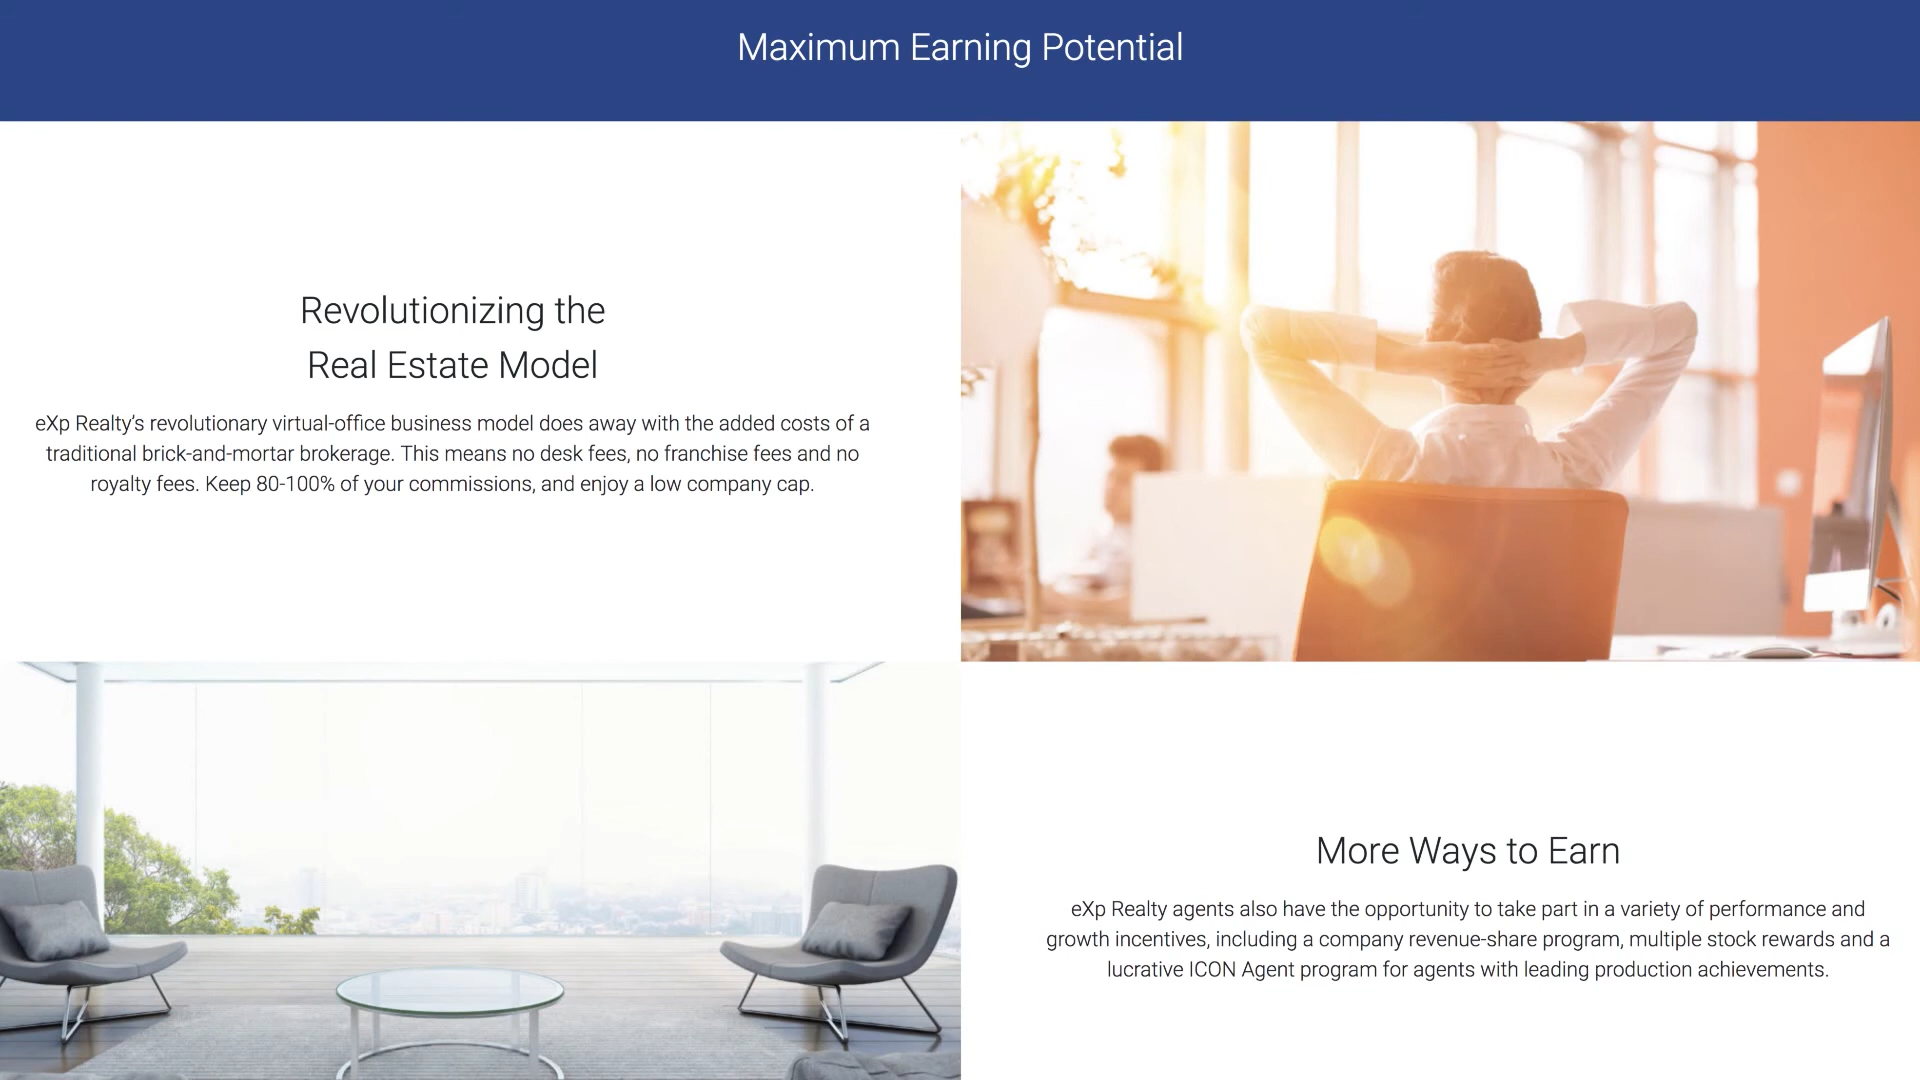 Maximum Earning Potential
Revolutionizing the
Real Estate Model
eXp Realty’s revolutionary virtual-office business model does away with the added costs of a
traditional brick-and-mortar brokerage. This means no desk fees, no franchise fees and no
royalty fees. Keep 80-100% of your commissions, and enjoy a low company cap.
More Ways to Earn
eXp Realty agents also have the opportunity to take part in a variety of performance and
growth incentives, including a company revenue-share program, multiple stock rewards and a
lucrative ICON Agent program for agents with leading production achievements.